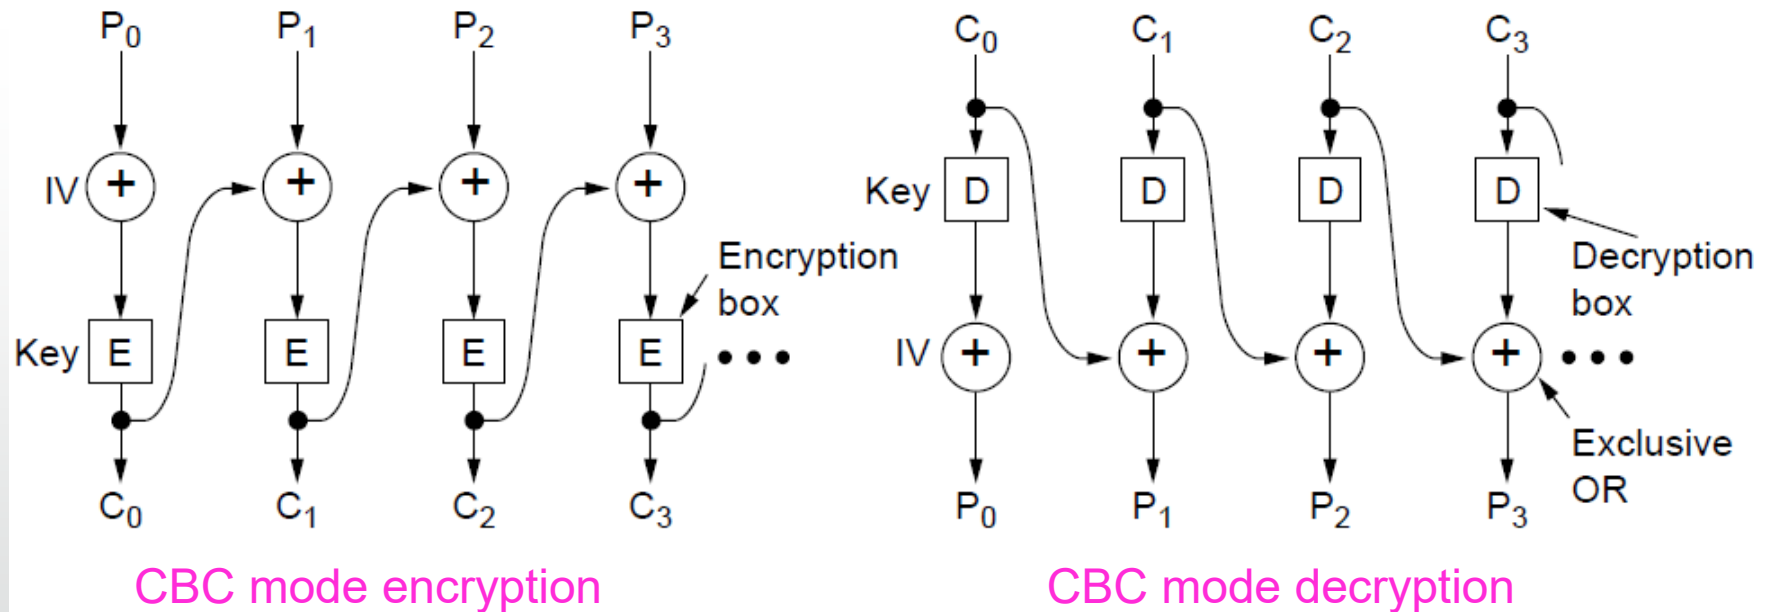 P0 P1 P2 P3
IV + + + +
Encryption
box
Key E E E E
C0 C1 C2 C3
CBC mode encryption
C0 C1 C2 C3
Key D D D D
Decryption
box
IV + + + +
Exclusive
OR
P0 P1 P2 P3
CBC mode decryption